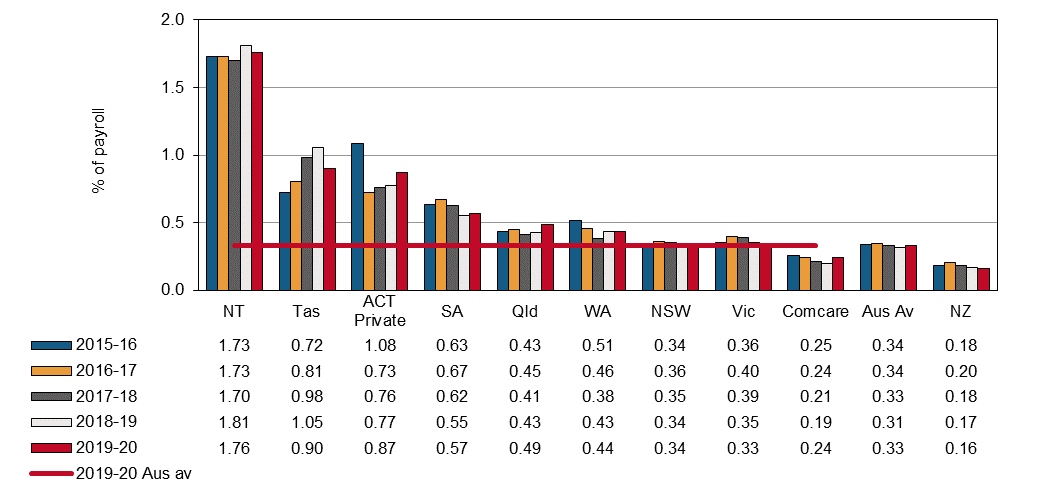 2.0
1.5
1.0
0.5
0.0
% of payroll
NT Tas ACT Private SA Qld WA NSW Vic Comcare Aus Av NZ
2015-16 1.73 0.72 1.08 0.63 0.43 0.51 0.34 0.36 0.25 0.34 0.18
2016-17 1.73 0.81 0.73 0.67 0.45 0.46 0.36 0.40 0.24 0.34 0.20
2017-18 1.70 0.98 0.76 0.62 0.41 0.38 0.35 0.39 0.21 0.33 0.18
2018-19 1.81 1.05 0.77 0.55 0.43 0.43 0.34 0.35 0.19 0.31 0.17
2019-20 1.76 0.90 0.87 0.57 0.49 0.44 0.34 0.33 0.24 0.33 0.16
2019-20 Aus av